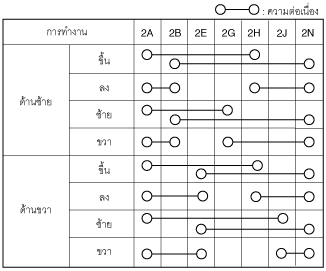 : ความต่อเนื่อง
การทำงาน 2A 2B 2E 2G 2H 2J 2N
ด้านซ้าย
ขึ้น
ลง
ซ้าย
ขวา
ด้านขวา
ขึ้น
ลง
ซ้าย
ขวา